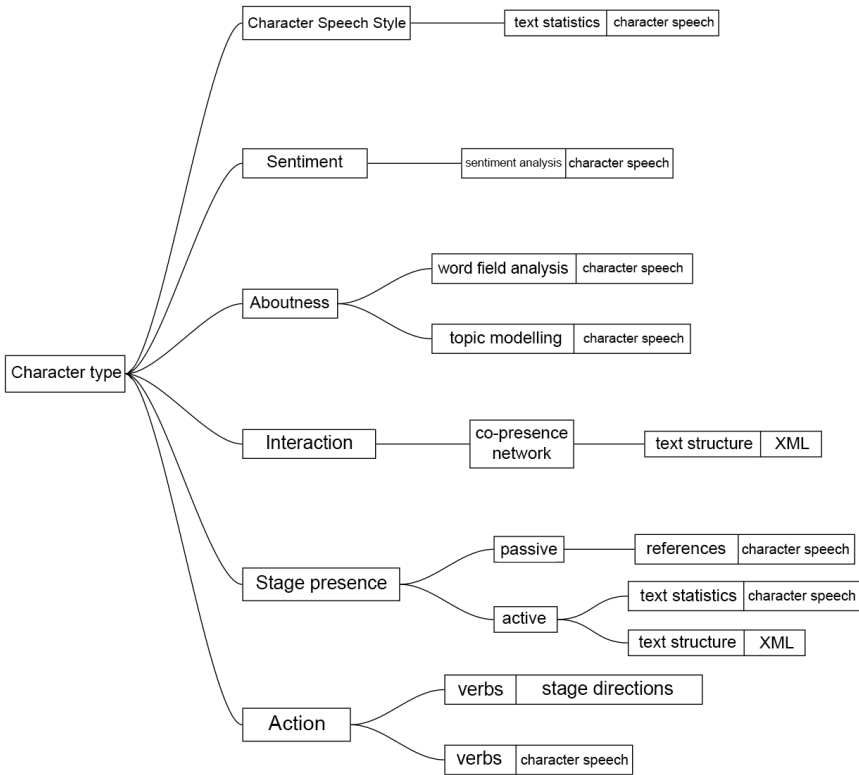 Character Speech Style
text statistics character speech
Sentiment
sentiment analysis character speech
word field analysis character speech
Aboutness
topic modelling character speech
Character type
Interaction
co-presence
network
text structure XML
passive
references character speech
Stage presence
text statistics character speech
active
text structure XML
verbs stage directions
Action
verbs character speech